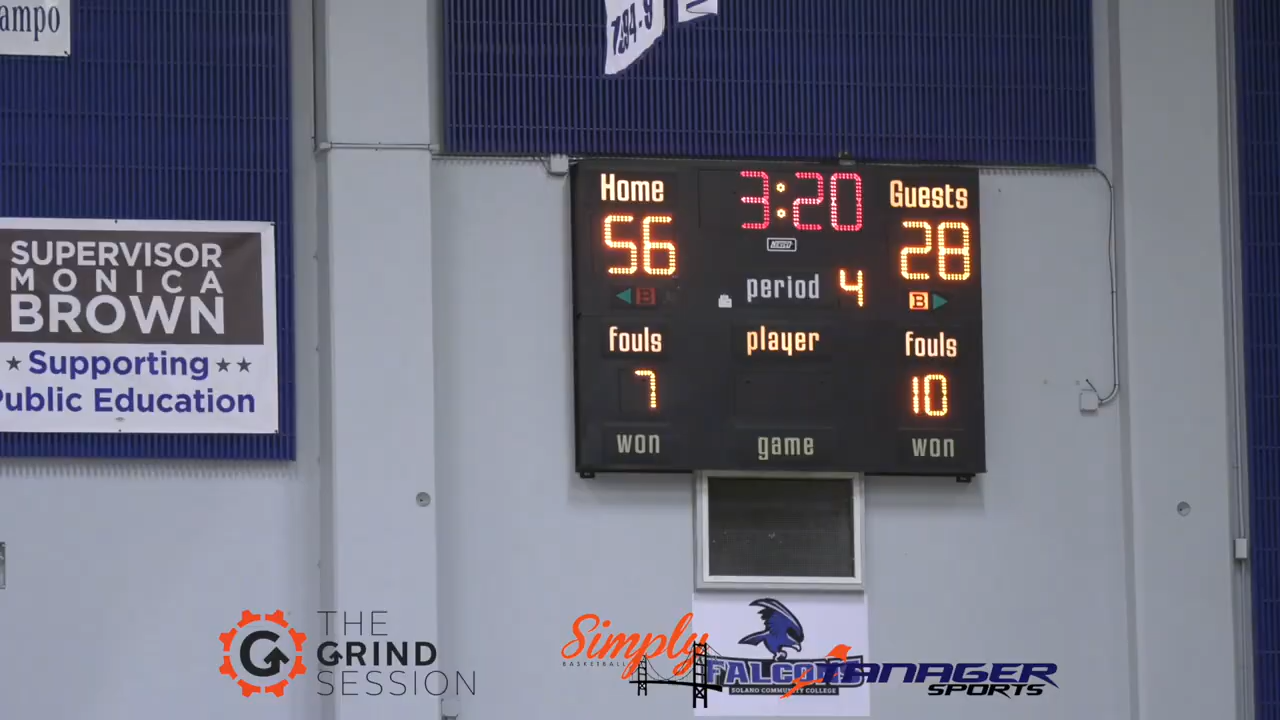 ampo
SUPERVISOR
MONICA
BROWN
Supporting
Public Education
Home 3:20 Guests
56 28
period 4
B B
fouls player fouls
7 10
won game won
THE
GRIND
SESSION
G
Simply
BASKETBALL
FALCONS
SOLANO COMMUNITY COLLEGE
MANAGER
SPORTS